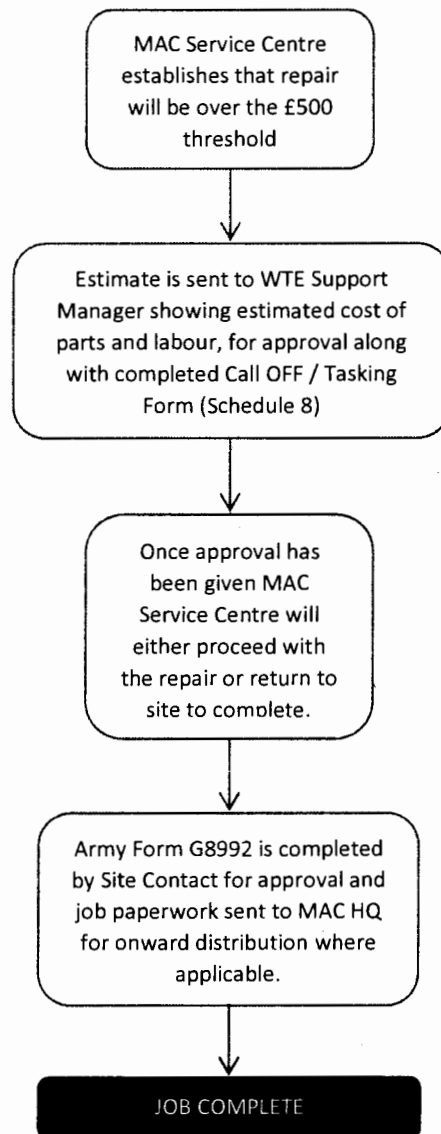 MAC Service Centre
establishes that repair
will be over the £500
threshold
Estimate is sent to WTE Support
Manager showing estimated cost of
parts and labour, for approval along
with completed Call OFF / Tasking
Form (Schedule 8)
Once approval has
been given MAC
Service Centre will
either proceed with
the repair or return to
site to complete.
Army Form G8992 is completed
by Site Contact for approval and
job paperwork sent to MAC HQ
for onward distribution where
applicable.
JOB COMPLETE